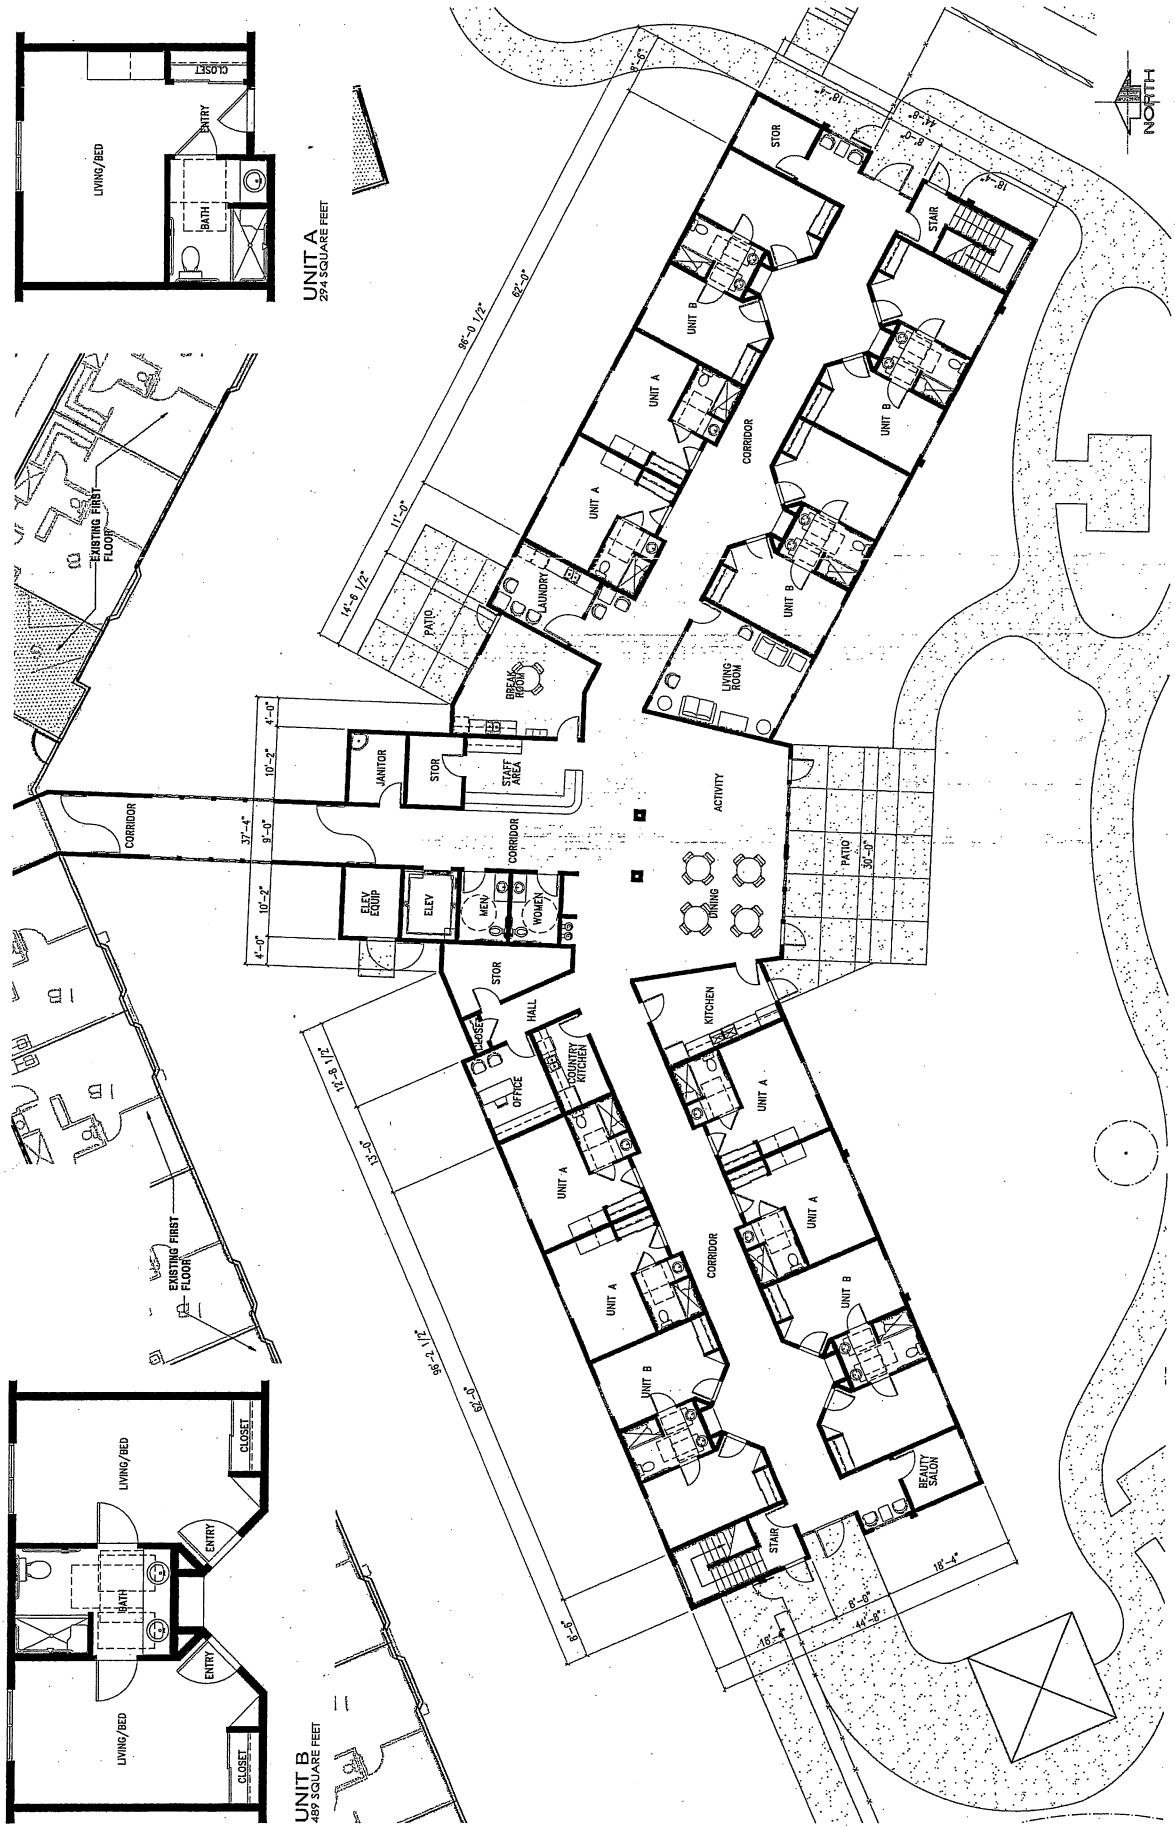 LIVING/BED
CLOSET
ENTRY
BATH
UNIT A
294 SQUARE FEET
EXISTING FIRST
FLOOR
EXISTING FIRST
FLOOR
LIVING/BED
CLOSET
ENTRY
BATH
ENTRY
LIVING/BED
CLOSET
UNIT B
489 SQUARE FEET
NORTH
8'-6"
62'-0"
96'-0 1/2"
11'-0"
14'-6 1/2"
18'-4"
44'-8"
8'-0"
18'-4"
STOR
STAIR
UNIT B
UNIT A
UNIT A
CORRIDOR
UNIT B
UNIT B
LAUNDRY
PATIO
BREAK
ROOM
LIVING
ROOM
4'-0"
10'-2"
37'-4"
9'-0"
10'-2"
4'-0"
CORRIDOR
JANITOR
STOR
STAFF
AREA
CORRIDOR
ELEV
EQUIP
ELEV
MEN
WOMEN
ACTIVITY
DINING
PATIO
30'-0"
STOR
HALL
CLOSET
OFFICE
COUNTRY
KITCHEN
KITCHEN
12'-8 1/2"
13'-0"
96'-2 1/2"
62'-0"
8'-6"
UNIT A
UNIT A
UNIT B
UNIT A
UNIT A
UNIT B
CORRIDOR
STAIR
BEAUTY
SALON
18'-4"
8'-0"
44'-8"
18'-4"